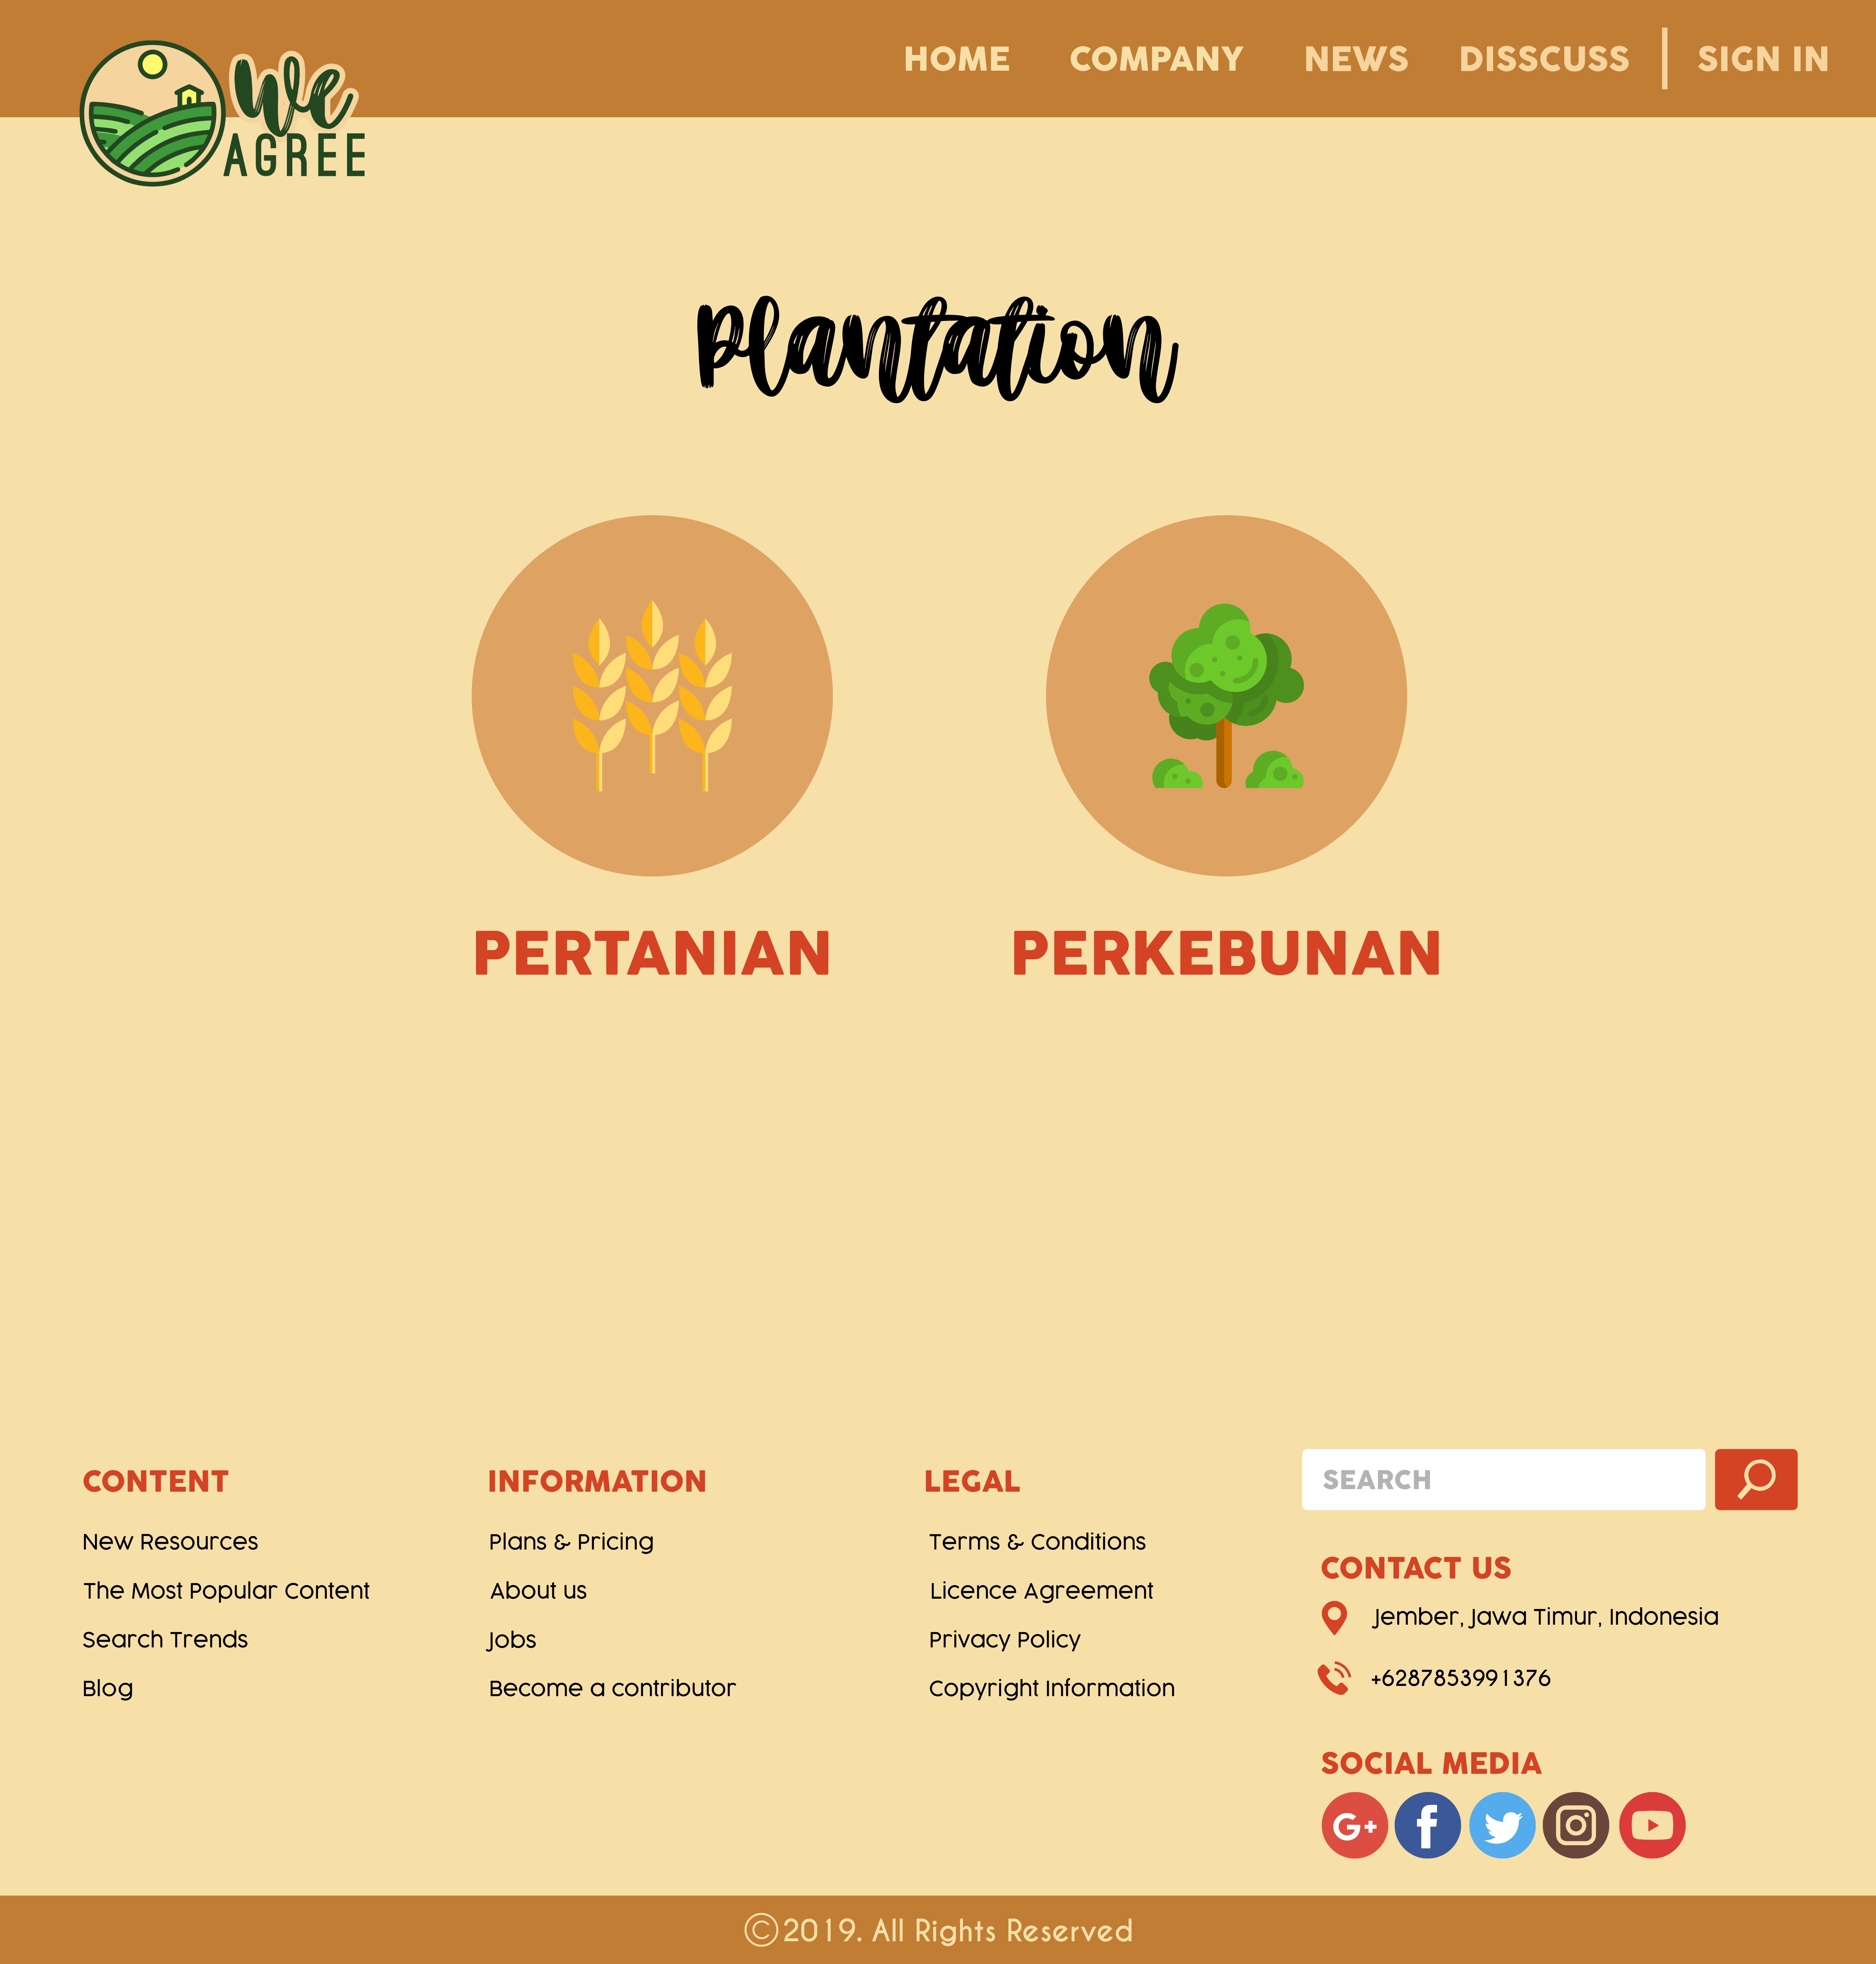 HOME COMPANY NEWS DISSCUSS SIGN IN
we
AGREE
plantation
PERTANIAN PERKEBUNAN
CONTENT
New Resources
The Most Popular Content
Search Trends
Blog
INFORMATION
Plans & Pricing
About us
Jobs
Become a contributor
LEGAL
Terms & Conditions
Licence Agreement
Privacy Policy
Copyright Information
SEARCH
CONTACT US
Jember, Jawa Timur, Indonesia
+6287853991376
SOCIAL MEDIA
G+ f
©2019. All Rights Reserved